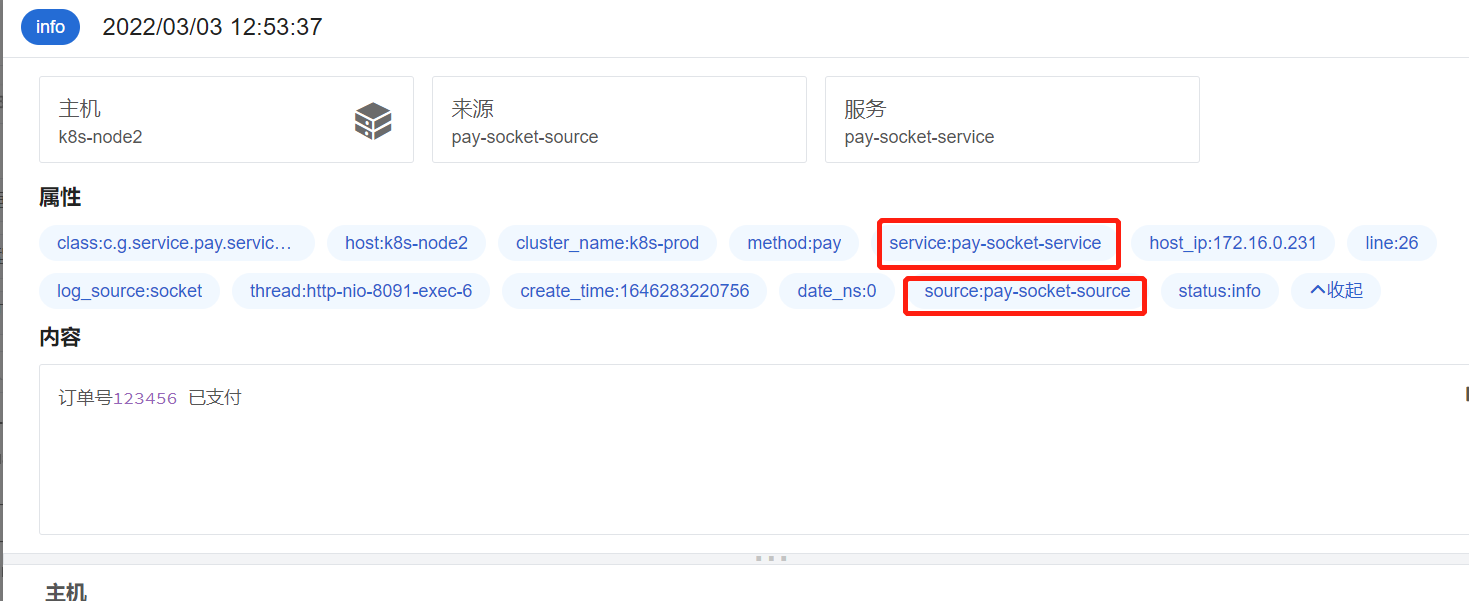 info 2022/03/03 12:53:37
主机 来源 服务
k8s-node2 pay-socket-source pay-socket-service
属性
class:c.g.service.pay.servic… host:k8s-node2 cluster_name:k8s-prod method:pay service:pay-socket-service host_ip:172.16.0.231 line:26
log_source:socket thread:http-nio-8091-exec-6 create_time:1646283220756 date_ns:0 source:pay-socket-source status:info 收起
内容
订单号123456 已支付
主机